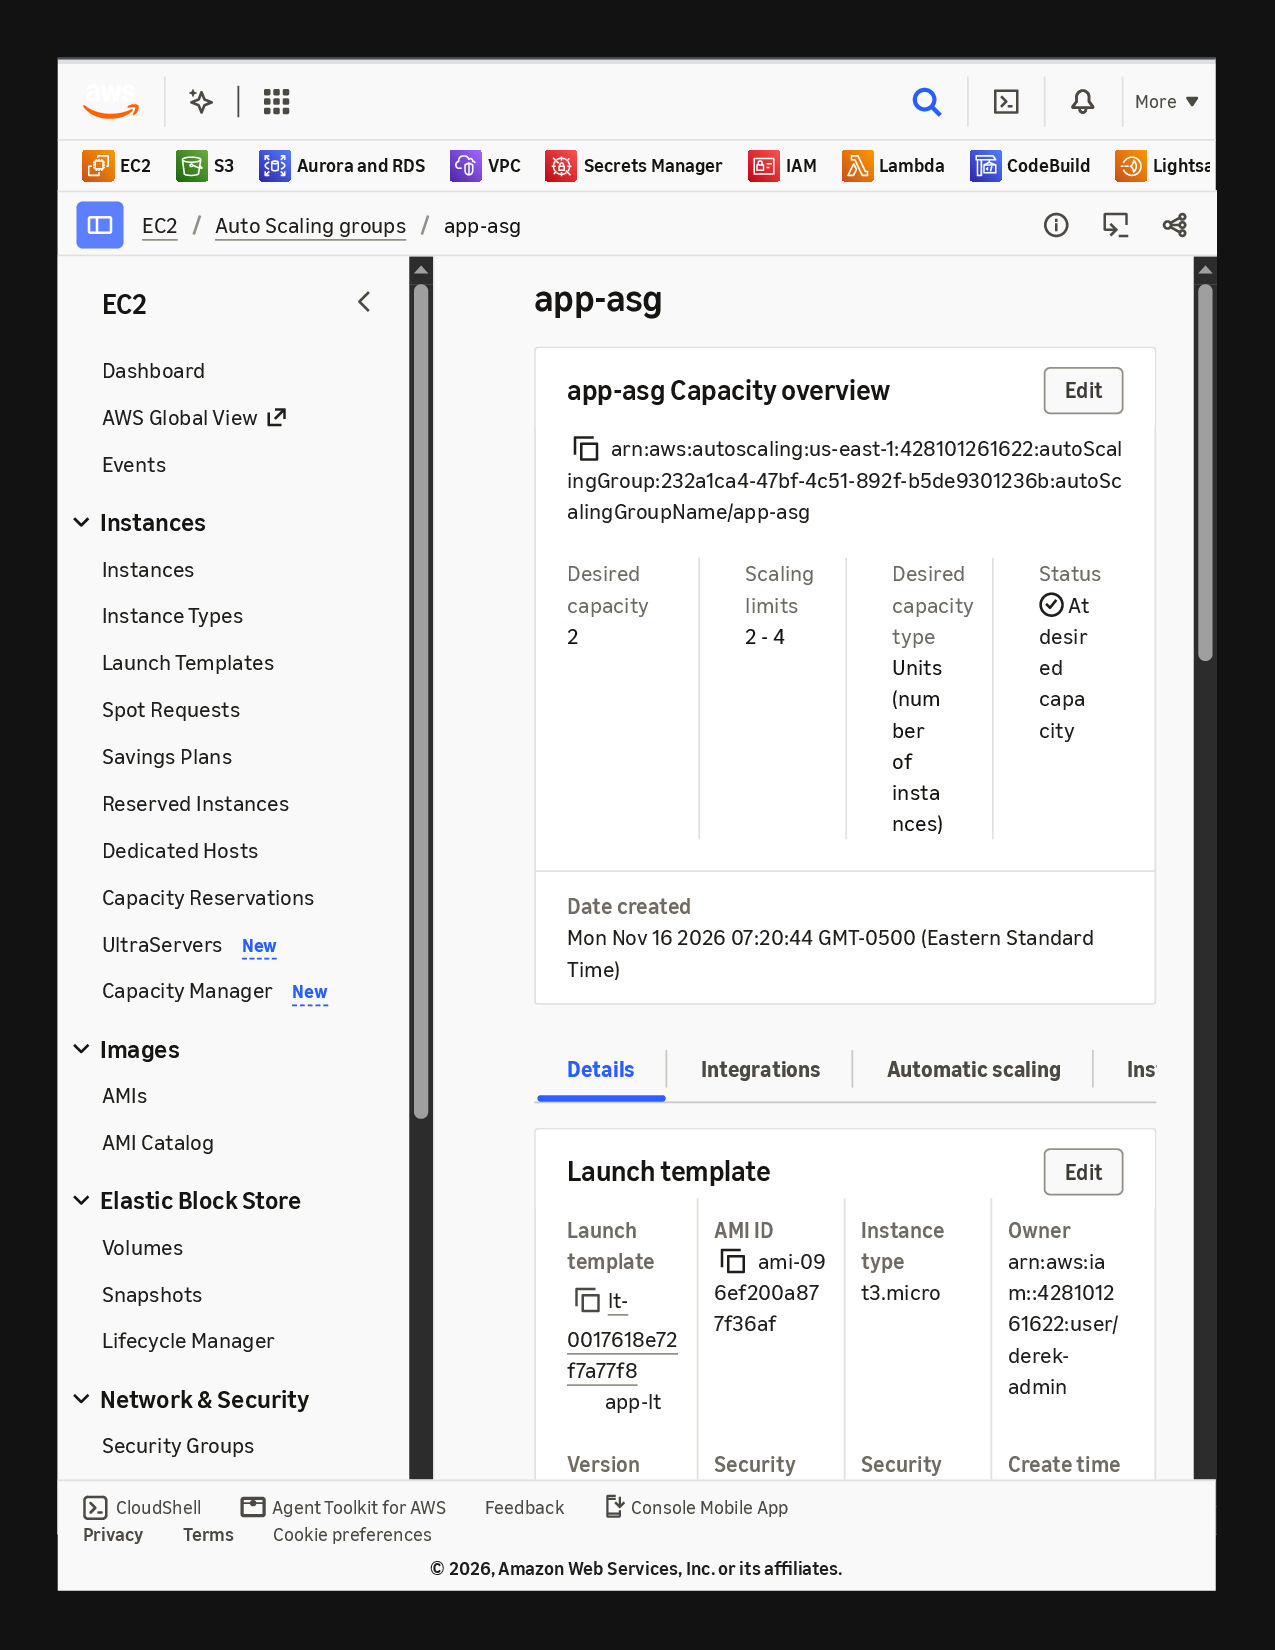 aws
More
EC2
S3
Aurora and RDS
VPC
Secrets Manager
IAM
Lambda
CodeBuild
Lightsa
EC2 / Auto Scaling groups / app-asg
EC2
Dashboard
AWS Global View
Events
Instances
Instances
Instance Types
Launch Templates
Spot Requests
Savings Plans
Reserved Instances
Dedicated Hosts
Capacity Reservations
UltraServers New
Capacity Manager New
Images
AMIs
AMI Catalog
Elastic Block Store
Volumes
Snapshots
Lifecycle Manager
Network & Security
Security Groups
app-asg
app-asg Capacity overview
Edit
arn:aws:autoscaling:us-east-1:428101261622:autoScal
ingGroup:232a1ca4-47bf-4c51-892f-b5de9301236b:autoSc
alingGroupName/app-asg
Desired
capacity
2
Scaling
limits
2 - 4
Desired
capacity
type
Units
(num
ber
of
insta
nces)
Status
At
desir
ed
capa
city
Date created
Mon Nov 16 2026 07:20:44 GMT-0500 (Eastern Standard
Time)
Details
Integrations
Automatic scaling
Ins
Launch template
Edit
Launch
template
lt-
0017618e72
f7a77f8
app-lt
AMI ID
ami-09
6ef200a87
7f36af
Instance
type
t3.micro
Owner
arn:aws:ia
m::4281012
61622:user/
derek-
admin
Version
Security
Security
Create time
CloudShell
Agent Toolkit for AWS
Feedback
Console Mobile App
Privacy
Terms
Cookie preferences
© 2026, Amazon Web Services, Inc. or its affiliates.